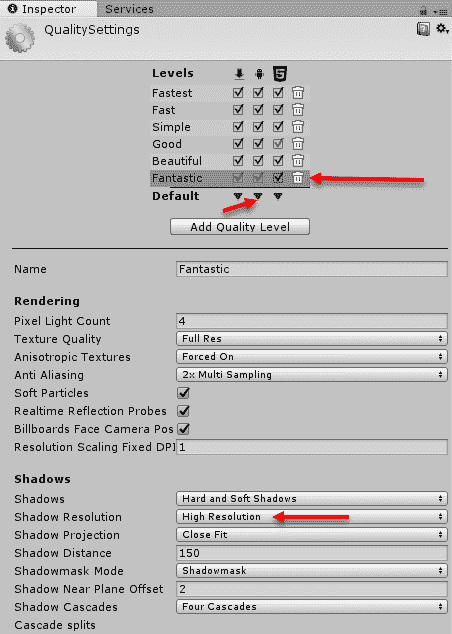 Inspector Services
QualitySettings
Levels
Fastest
Fast
Simple
Good
Beautiful
Fantastic
Default
Add Quality Level
Name Fantastic
Rendering
Pixel Light Count 4
Texture Quality Full Res
Anisotropic Textures Forced On
Anti Aliasing 2x Multi Sampling
Soft Particles
Realtime Reflection Probes
Billboards Face Camera Pos
Resolution Scaling Fixed DPI 1
Shadows
Shadows Hard and Soft Shadows
Shadow Resolution High Resolution
Shadow Projection Close Fit
Shadow Distance 150
Shadowmask Mode Shadowmask
Shadow Near Plane Offset 2
Shadow Cascades Four Cascades
Cascade splits